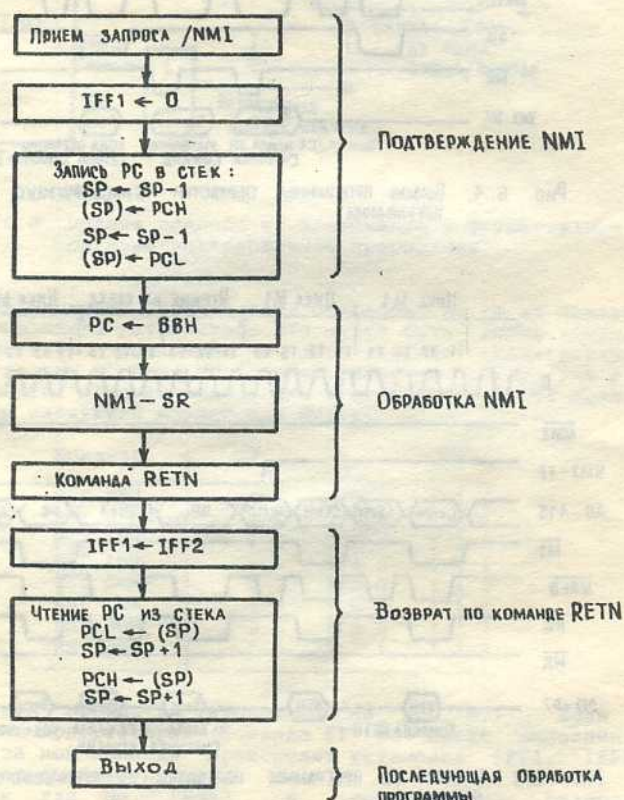 Приём запроса /NMI
IFF1 ← 0
Запись PC в стек:
SP ← SP-1
(SP) ← PCH
SP ← SP-1
(SP) ← PCL
Подтверждение NMI
PC ← 66H
NMI-SR
Команда RETN
Обработка NMI
IFF1 ← IFF2
Чтение PC из стека
PCL ← (SP)
SP ← SP+1
PCH ← (SP)
SP ← SP+1
Возврат по команде RETN
Выход
Последующая обработка
программы